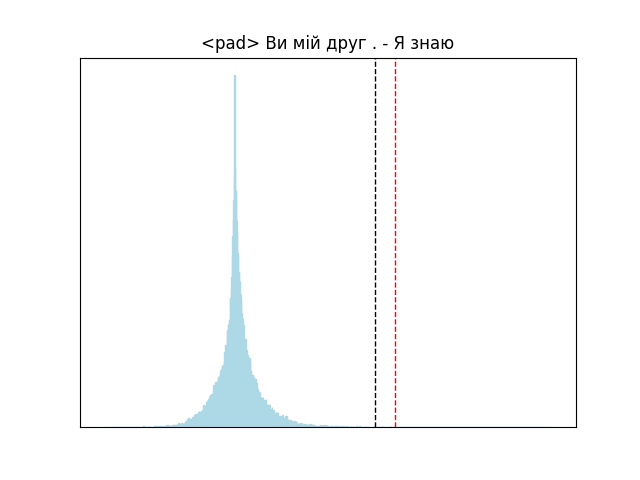 <pad> Ви мій друг . - Я знаю